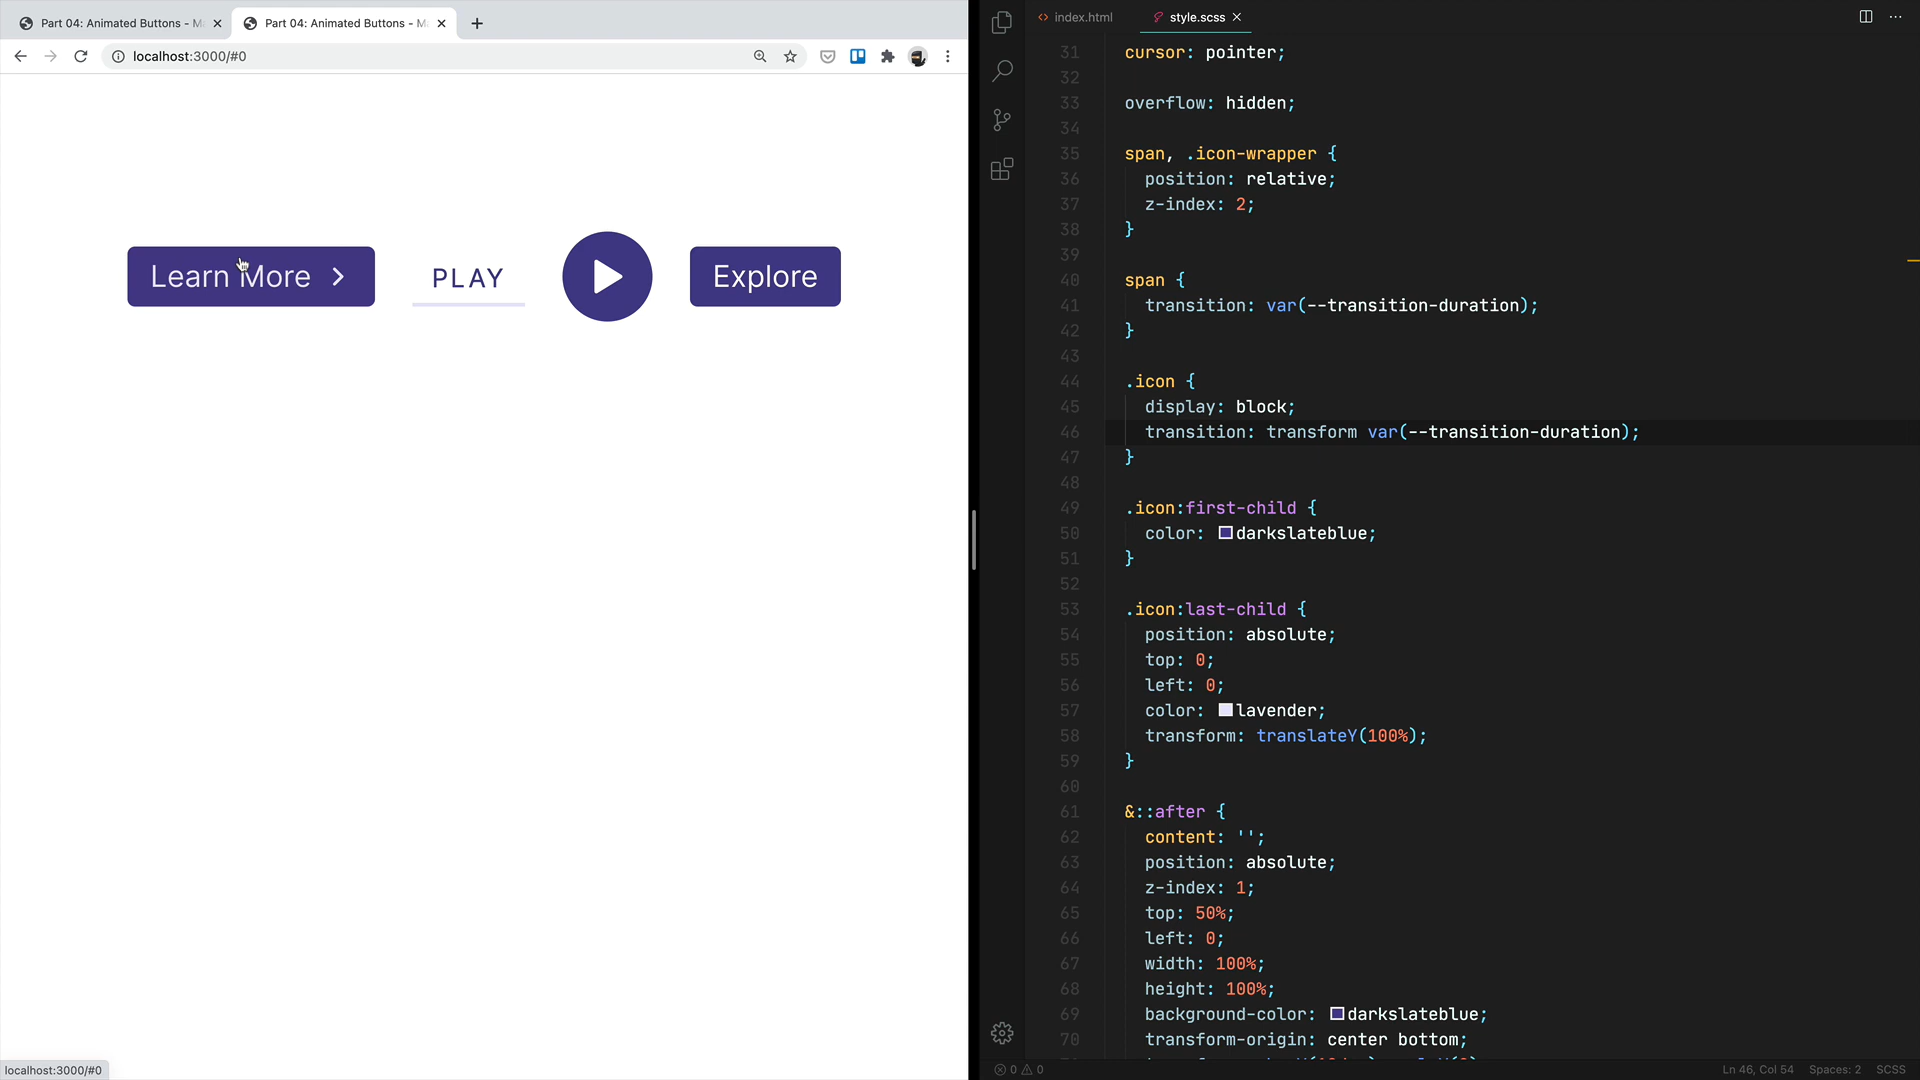 Part 04: Animated Buttons - M
Part 04: Animated Buttons - M
localhost:3000/#0
Learn More
PLAY
Explore
localhost:3000/#0
index.html
style.scss
31 cursor: pointer;
32
33 overflow: hidden;
34
35 span, .icon-wrapper {
36 position: relative;
37 z-index: 2;
38 }
39
40 span {
41 transition: var(--transition-duration);
42 }
43
44 .icon {
45 display: block;
46 transition: transform var(--transition-duration);
47 }
48
49 .icon:first-child {
50 color: darkslateblue;
51 }
52
53 .icon:last-child {
54 position: absolute;
55 top: 0;
56 left: 0;
57 color: lavender;
58 transform: translateY(100%);
59 }
60
61 &::after {
62 content: '';
63 position: absolute;
64 z-index: 1;
65 top: 50%;
66 left: 0;
67 width: 100%;
68 height: 100%;
69 background-color: darkslateblue;
70 transform-origin: center bottom;
0 0
Ln 46, Col 54 Spaces: 2 SCSS